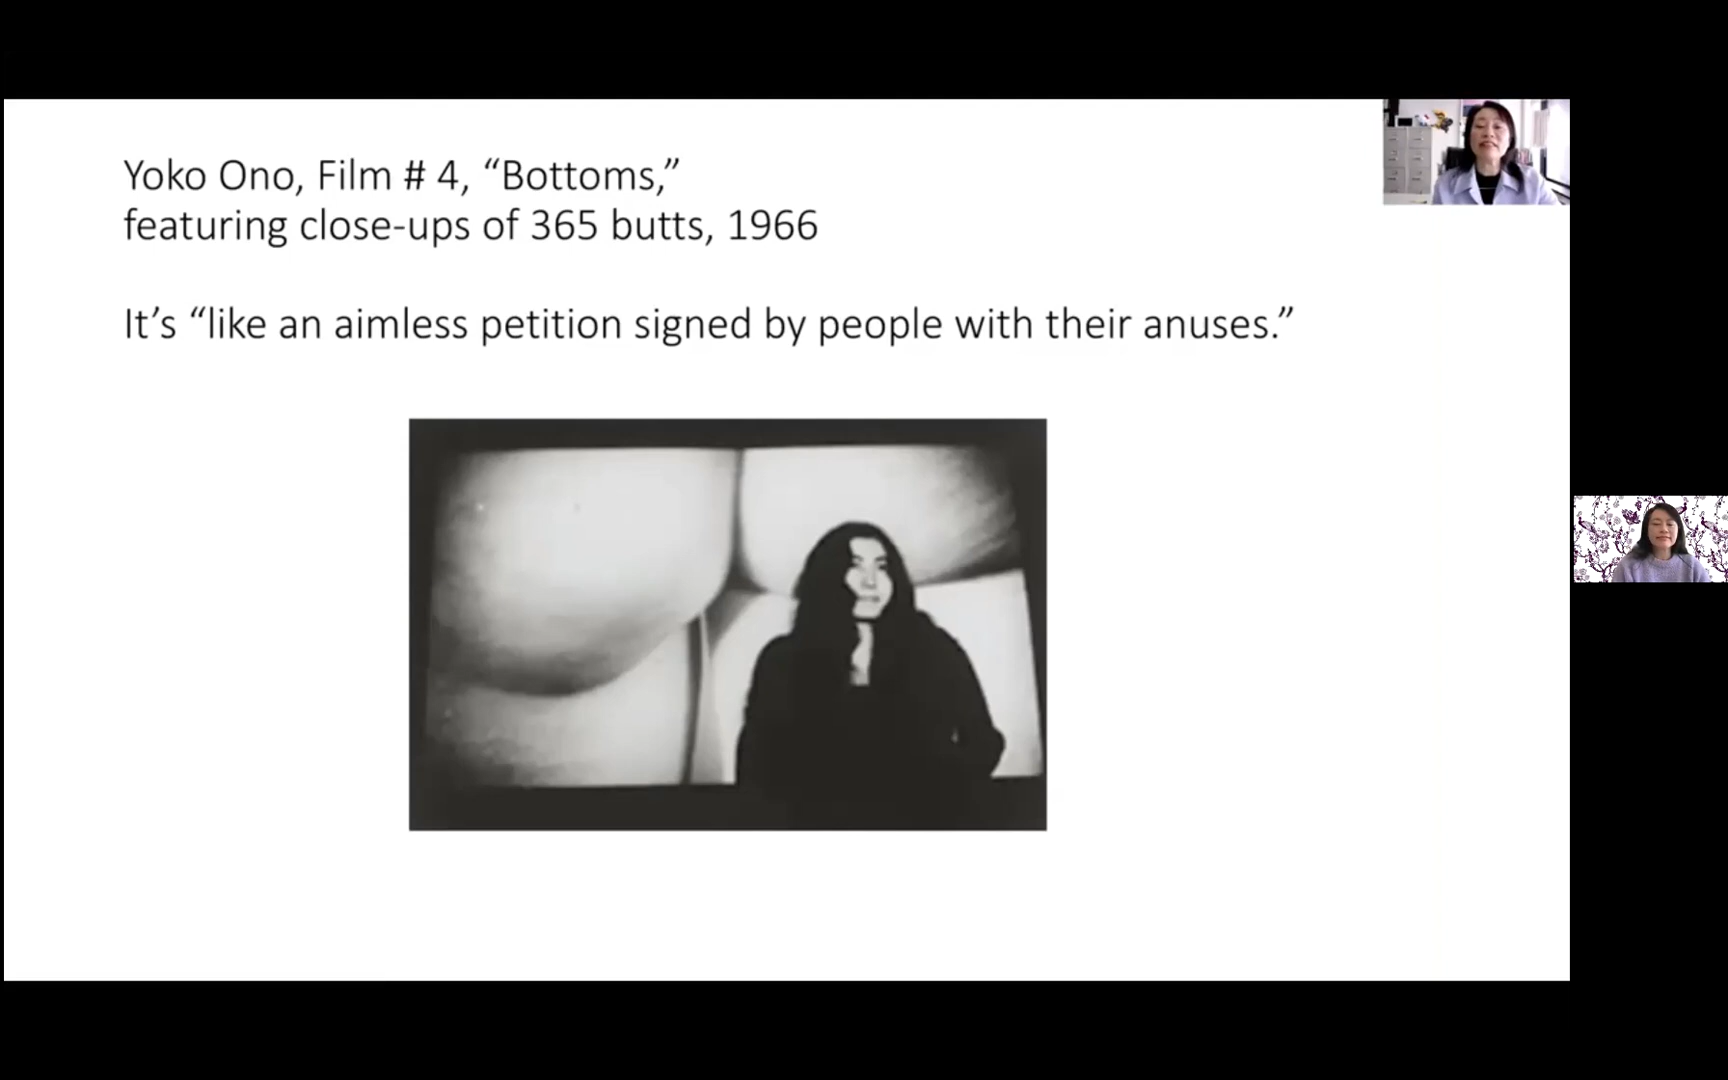 Yoko Ono, Film # 4, “Bottoms,”
featuring close-ups of 365 butts, 1966
It’s “like an aimless petition signed by people with their anuses.”